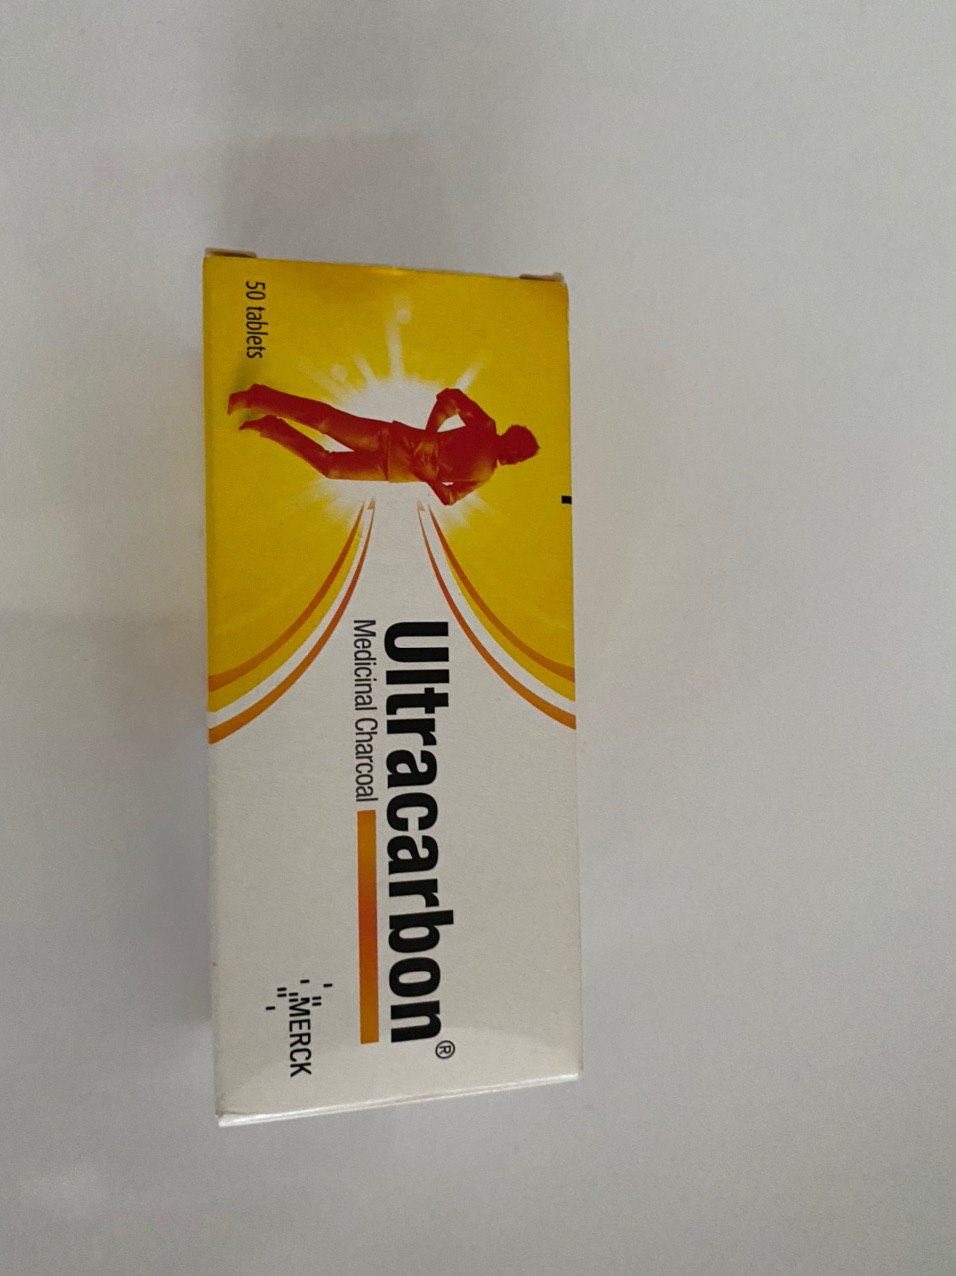 Ultracarbon®
Medicinal Charcoal
50 tablets
MERCK